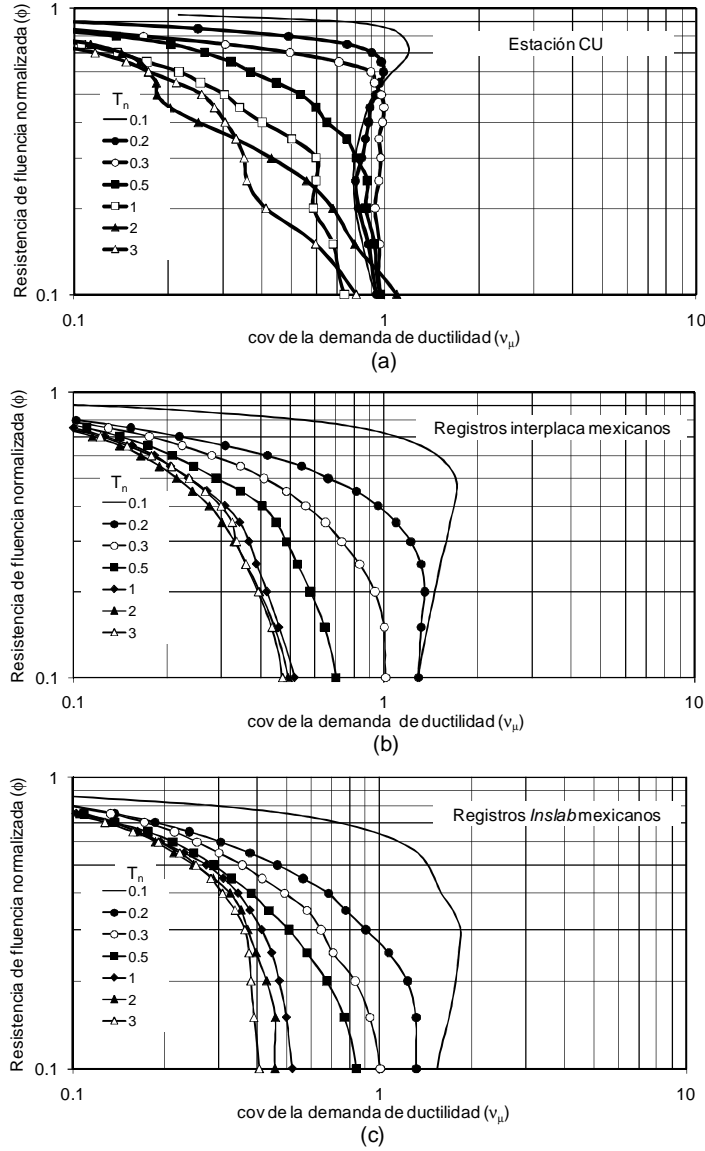 Resistencia de fluencia normalizada (ϕ)
1
0.1
Estación CU
Tn
0.1
0.2
0.3
0.5
1
2
3
0.1 1 10
cov de la demanda de ductilidad (νμ)
(a)
Resistencia de fluencia normalizada (ϕ)
1
0.1
Registros interplaca mexicanos
Tn
0.1
0.2
0.3
0.5
1
2
3
0.1 1 10
cov de la demanda de ductilidad (νμ)
(b)
Resistencia de fluencia normalizada (ϕ)
1
0.1
Registros Inslab mexicanos
Tn
0.1
0.2
0.3
0.5
1
2
3
0.1 1 10
cov de la demanda de ductilidad (νμ)
(c)